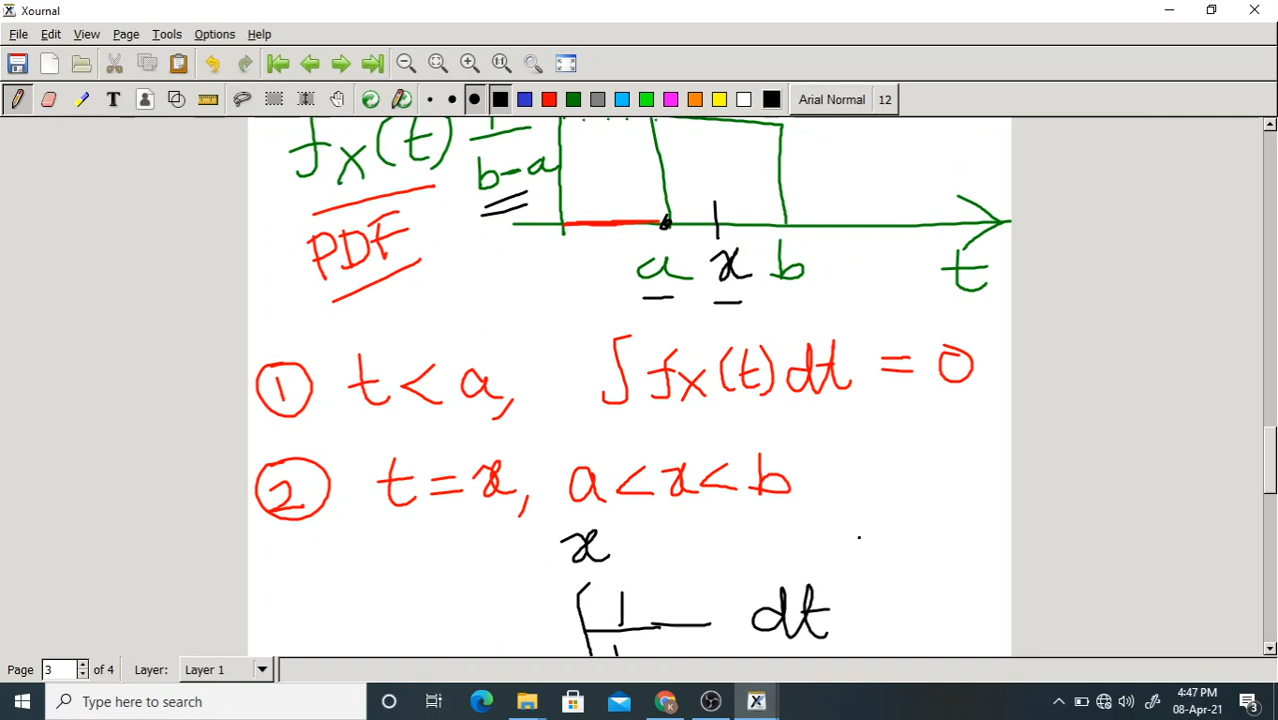 Xournal
File Edit View Page Tools Options Help
Arial Normal 12
fX(t) 1
b-a
PDF
a x b t
① t < a, ∫ fX(t) dt = 0
② t = x, a < x < b
x
∫ 1 dt
Page 3 of 4 Layer: Layer 1
Type here to search
4:47 PM
08-Apr-21
3